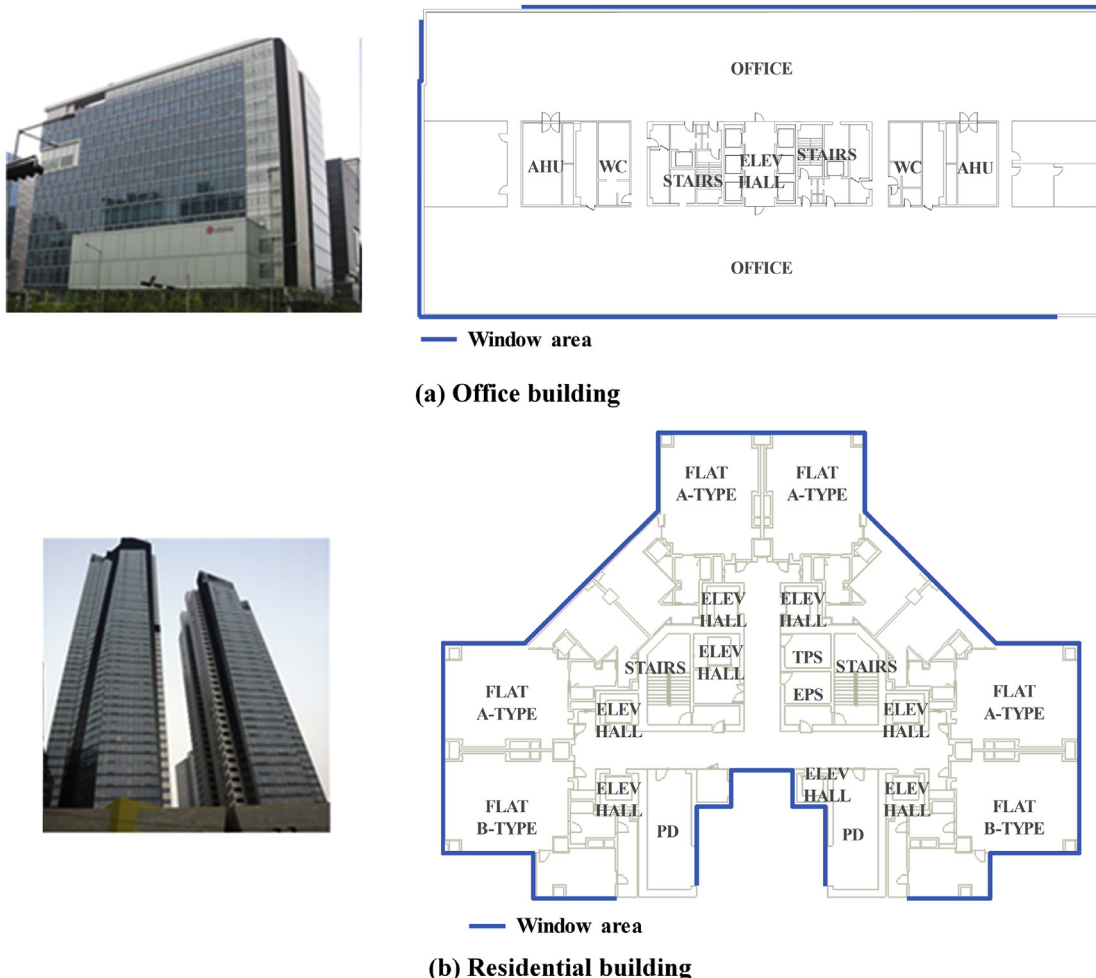 OFFICE
AHU
WC
STAIRS
ELEV
HALL
STAIRS
WC
AHU
OFFICE
Window area
(a) Office building
FLAT
A-TYPE
FLAT
A-TYPE
ELEV
HALL
ELEV
HALL
STAIRS
ELEV
HALL
TPS
STAIRS
EPS
FLAT
A-TYPE
ELEV
HALL
ELEV
HALL
FLAT
A-TYPE
FLAT
B-TYPE
ELEV
HALL
PD
ELEV
HALL
PD
ELEV
HALL
FLAT
B-TYPE
Window area
(b) Residential building